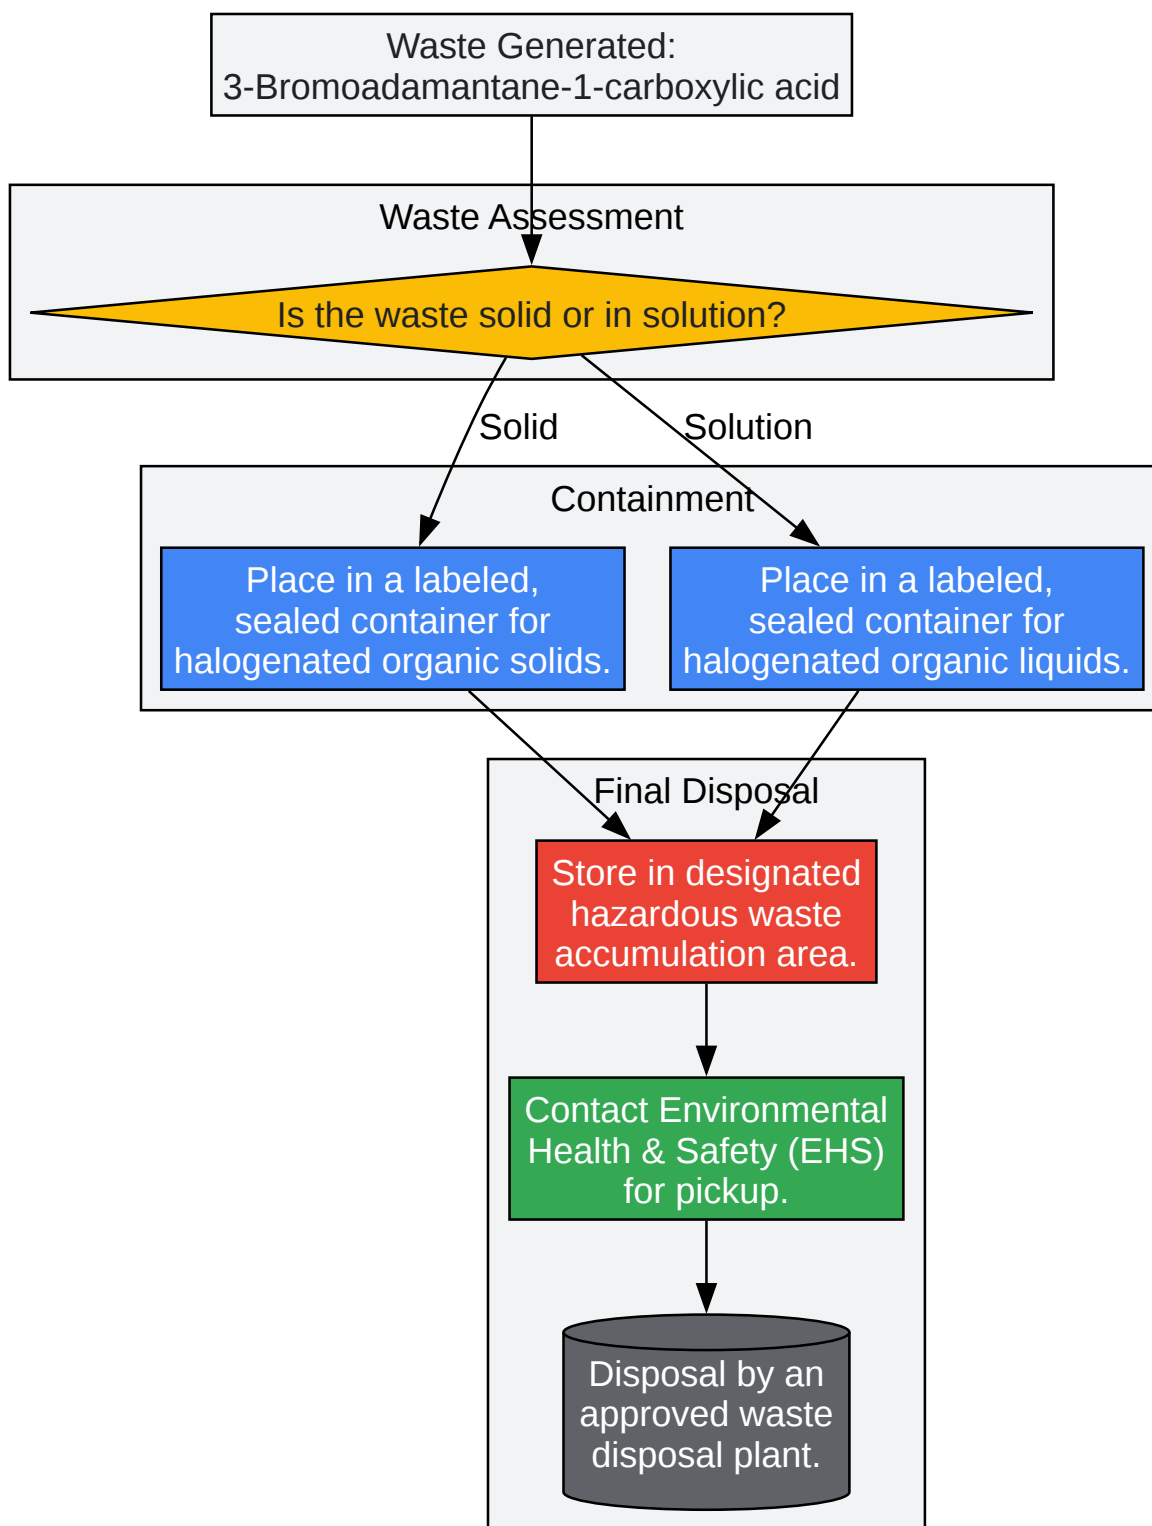 Waste Generated:
3-Bromoadamantane-1-carboxylic acid
Waste Assessment
Is the waste solid or in solution?
Solid
Solution
Containment
Place in a labeled,
sealed container for
halogenated organic solids.
Place in a labeled,
sealed container for
halogenated organic liquids.
Final Disposal
Store in designated
hazardous waste
accumulation area.
Contact Environmental
Health & Safety (EHS)
for pickup.
Disposal by an
approved waste
disposal plant.